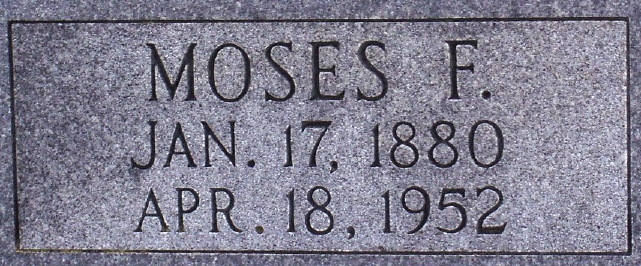 MOSES F.
JAN. 17, 1880
APR. 18, 1952